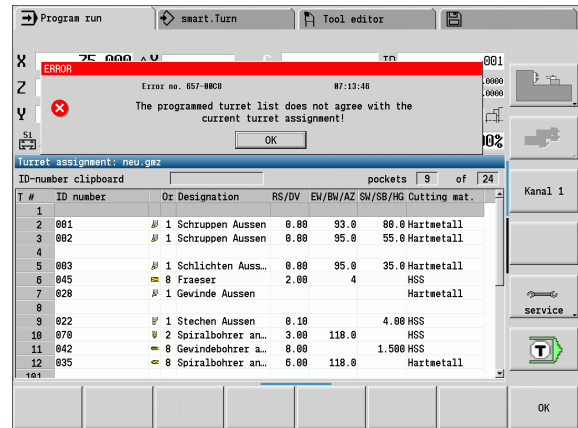 Program run smart.Turn Tool editor
X 75.000 001
ERROR
Error no. 657-00C8 07:13:46
Z
The programmed turret list does not agree with the
current turret assignment!
Y
S1
OK
Turret assignment: neu.gmz
ID-number clipboard pockets 9 of 24
T # ID number Or Designation RS/DV EW/BW/AZ SW/SB/HG Cutting mat.
1
2 001 1 Schruppen Aussen 0.80 93.0 80.0 Hartmetall
3 002 1 Schruppen Aussen 0.80 95.0 55.0 Hartmetall
4
5 003 1 Schlichten Auss… 0.80 95.0 35.0 Hartmetall
6 045 8 Fraeser 2.00 4 HSS
7 028 1 Gewinde Aussen Hartmetall
8
9 022 1 Stechen Aussen 0.10 4.00 HSS
10 070 2 Spiralbohrer an… 3.00 118.0 HSS
11 042 8 Gewindebohrer a… 8.00 1.500 HSS
12 035 8 Spiralbohrer an… 6.00 118.0 Hartmetall
101
Kanal 1
service
T
OK